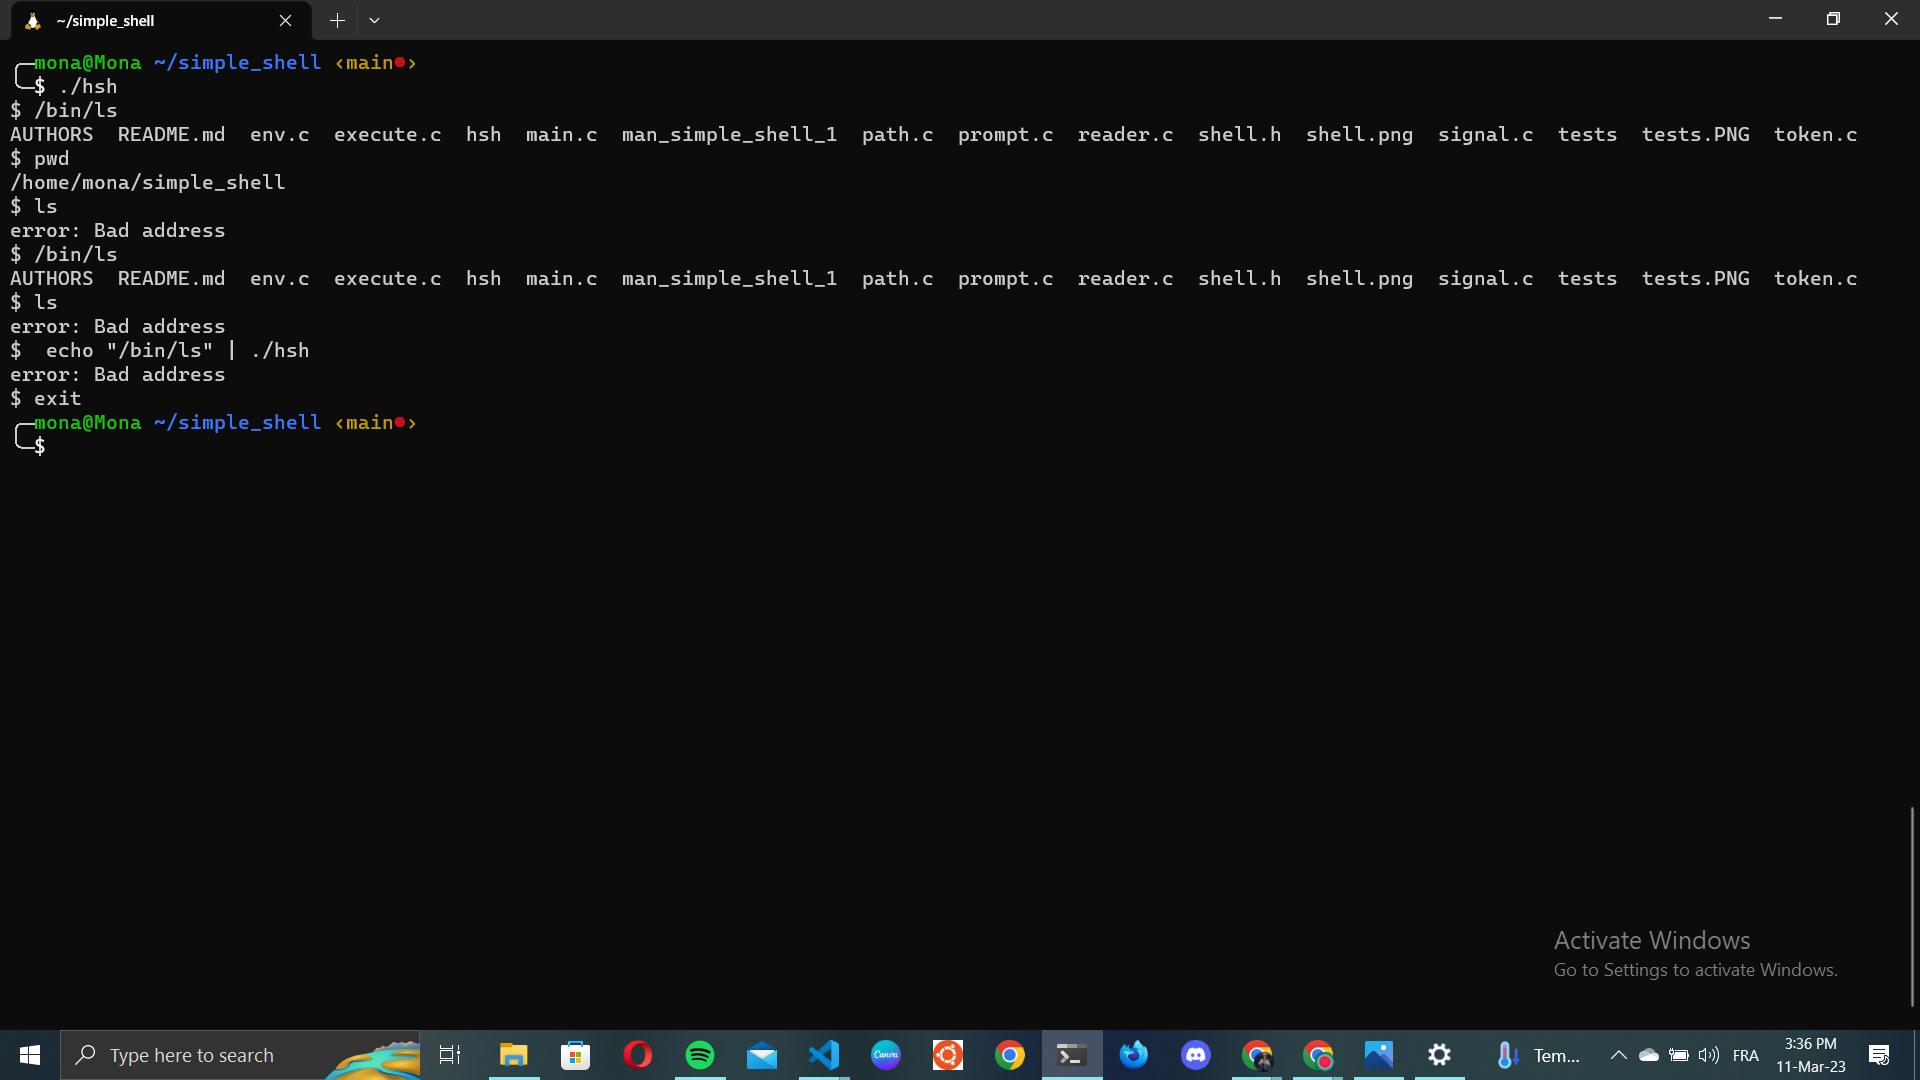 ~/simple_shell
mona@Mona ~/simple_shell ‹main●›
$ ./hsh
$ /bin/ls
AUTHORS  README.md  env.c  execute.c  hsh  main.c  man_simple_shell_1  path.c  prompt.c  reader.c  shell.h  shell.png  signal.c  tests  tests.PNG  token.c
$ pwd
/home/mona/simple_shell
$ ls
error: Bad address
$ /bin/ls
AUTHORS  README.md  env.c  execute.c  hsh  main.c  man_simple_shell_1  path.c  prompt.c  reader.c  shell.h  shell.png  signal.c  tests  tests.PNG  token.c
$ ls
error: Bad address
$  echo "/bin/ls" | ./hsh
error: Bad address
$ exit
mona@Mona ~/simple_shell ‹main●›
$
Activate Windows
Go to Settings to activate Windows.
Type here to search
Canva
Tem...
FRA
3:36 PM
11-Mar-23